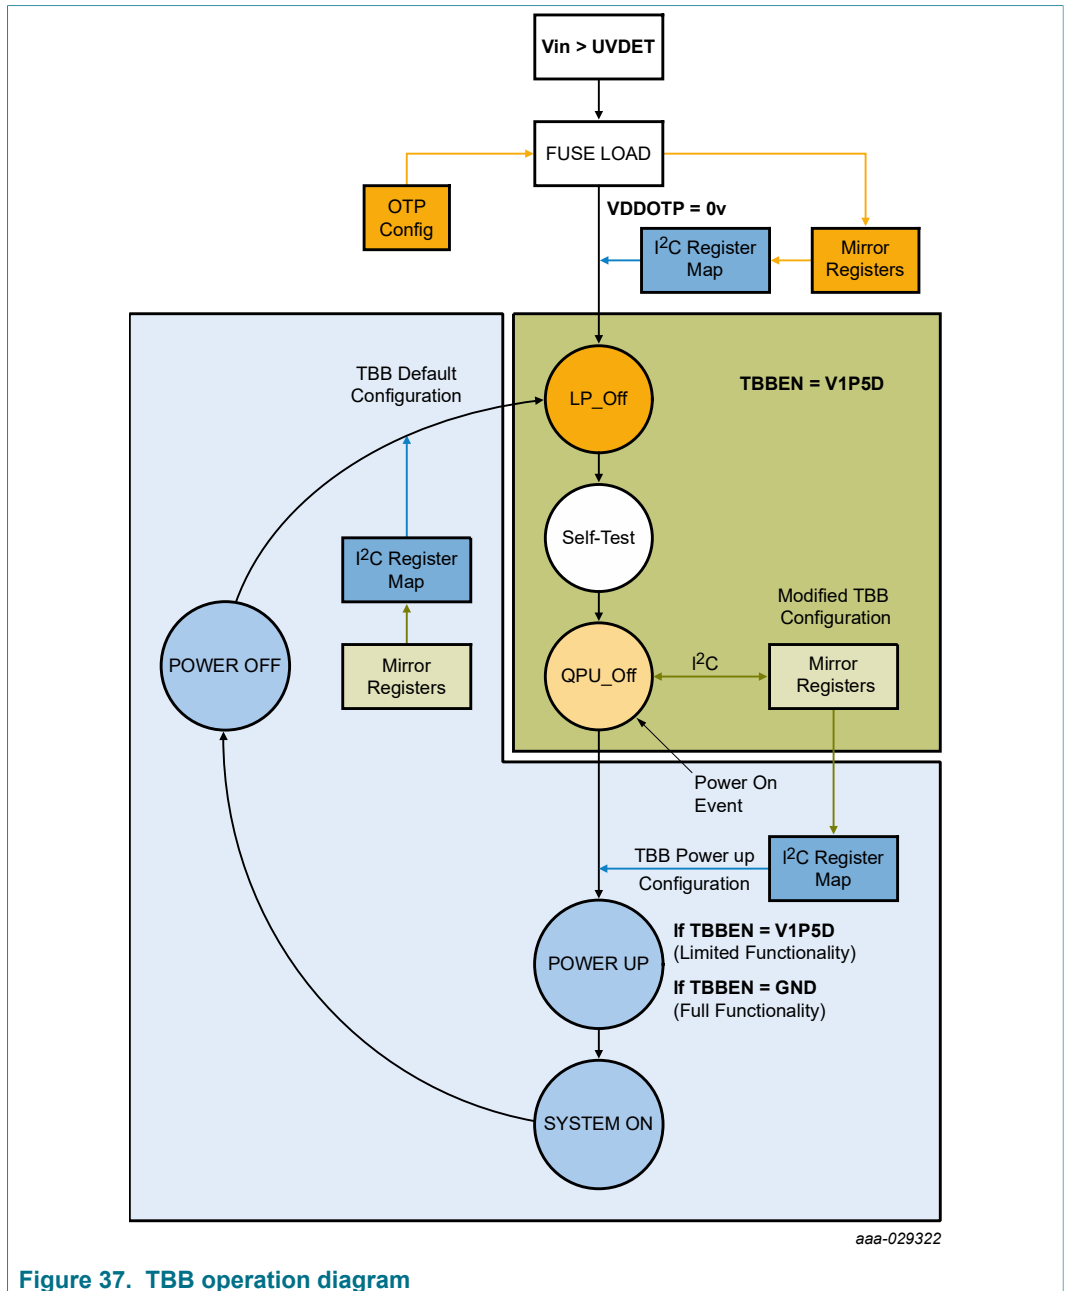 Vin > UVDET
FUSE LOAD
OTP
Config
VDDOTP = 0v
I2C Register
Map
Mirror
Registers
TBB Default
Configuration
LP_Off
TBBEN = V1P5D
Self-Test
I2C Register
Map
Modified TBB
Configuration
POWER OFF
Mirror
Registers
QPU_Off
I2C
Mirror
Registers
Power On
Event
TBB Power up
Configuration
I2C Register
Map
POWER UP
If TBBEN = V1P5D
(Limited Functionality)
If TBBEN = GND
(Full Functionality)
SYSTEM ON
aaa-029322
Figure 37. TBB operation diagram